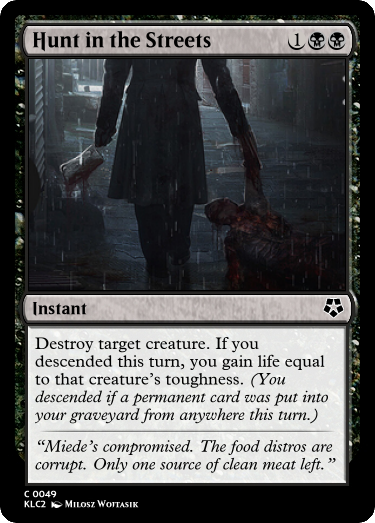 Hunt in the Streets 1
Instant
Destroy target creature. If you
descended this turn, you gain life equal
to that creature's toughness. (You
descended if a permanent card was put into
your graveyard from anywhere this turn.)
“Miede's compromised. The food distros are
corrupt. Only one source of clean meat left.”
C 0049
KLC2 Milosz Wojtasik